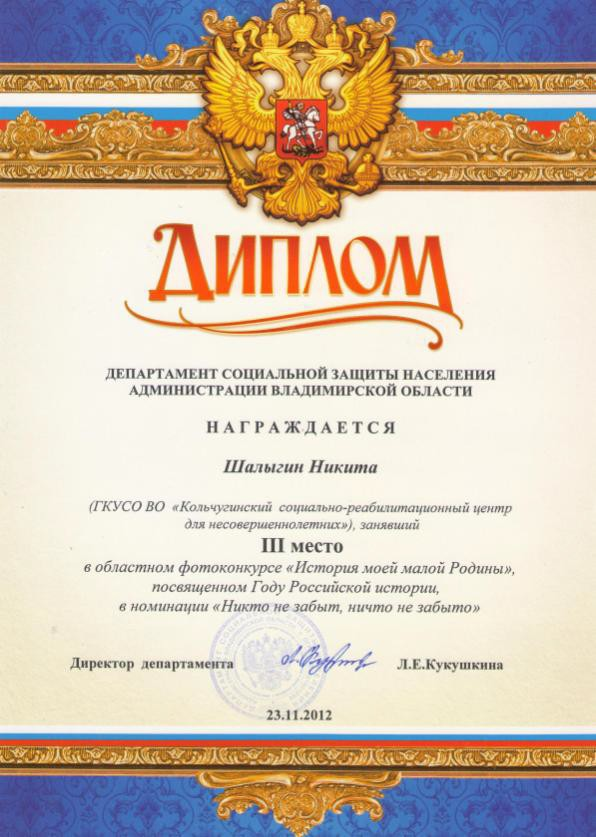 ДИПЛОМ
ДЕПАРТАМЕНТ СОЦИАЛЬНОЙ ЗАЩИТЫ НАСЕЛЕНИЯ
АДМИНИСТРАЦИИ ВЛАДИМИРСКОЙ ОБЛАСТИ
НАГРАЖДАЕТСЯ
Шалыгин Никита
(ГКУСО ВО «Кольчугинский социально-реабилитационный центр
для несовершеннолетних»), занявший
III место
в областном фотоконкурсе «История моей малой Родины»,
посвященном Году Российской истории,
в номинации «Никто не забыт, ничто не забыто»
Директор департамента Л.Е.Кукушкина
23.11.2012